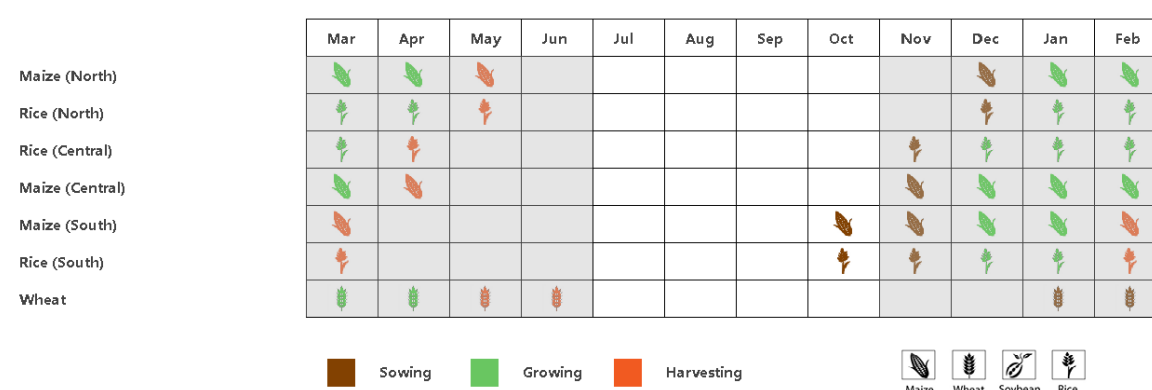 Mar Apr May Jun Jul Aug Sep Oct Nov Dec Jan Feb
Maize (North)
Rice (North)
Rice (Central)
Maize (Central)
Maize (South)
Rice (South)
Wheat
Sowing Growing Harvesting
Maize Wheat Soybean Rice